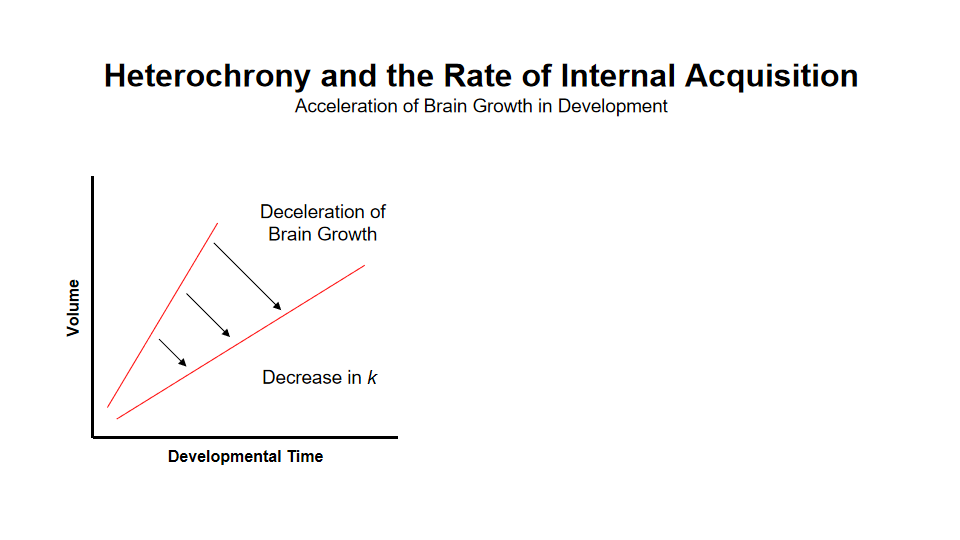 Heterochrony and the Rate of Internal Acquisition
Acceleration of Brain Growth in Development
Deceleration of
Brain Growth
Volume
Decrease in k
Developmental Time